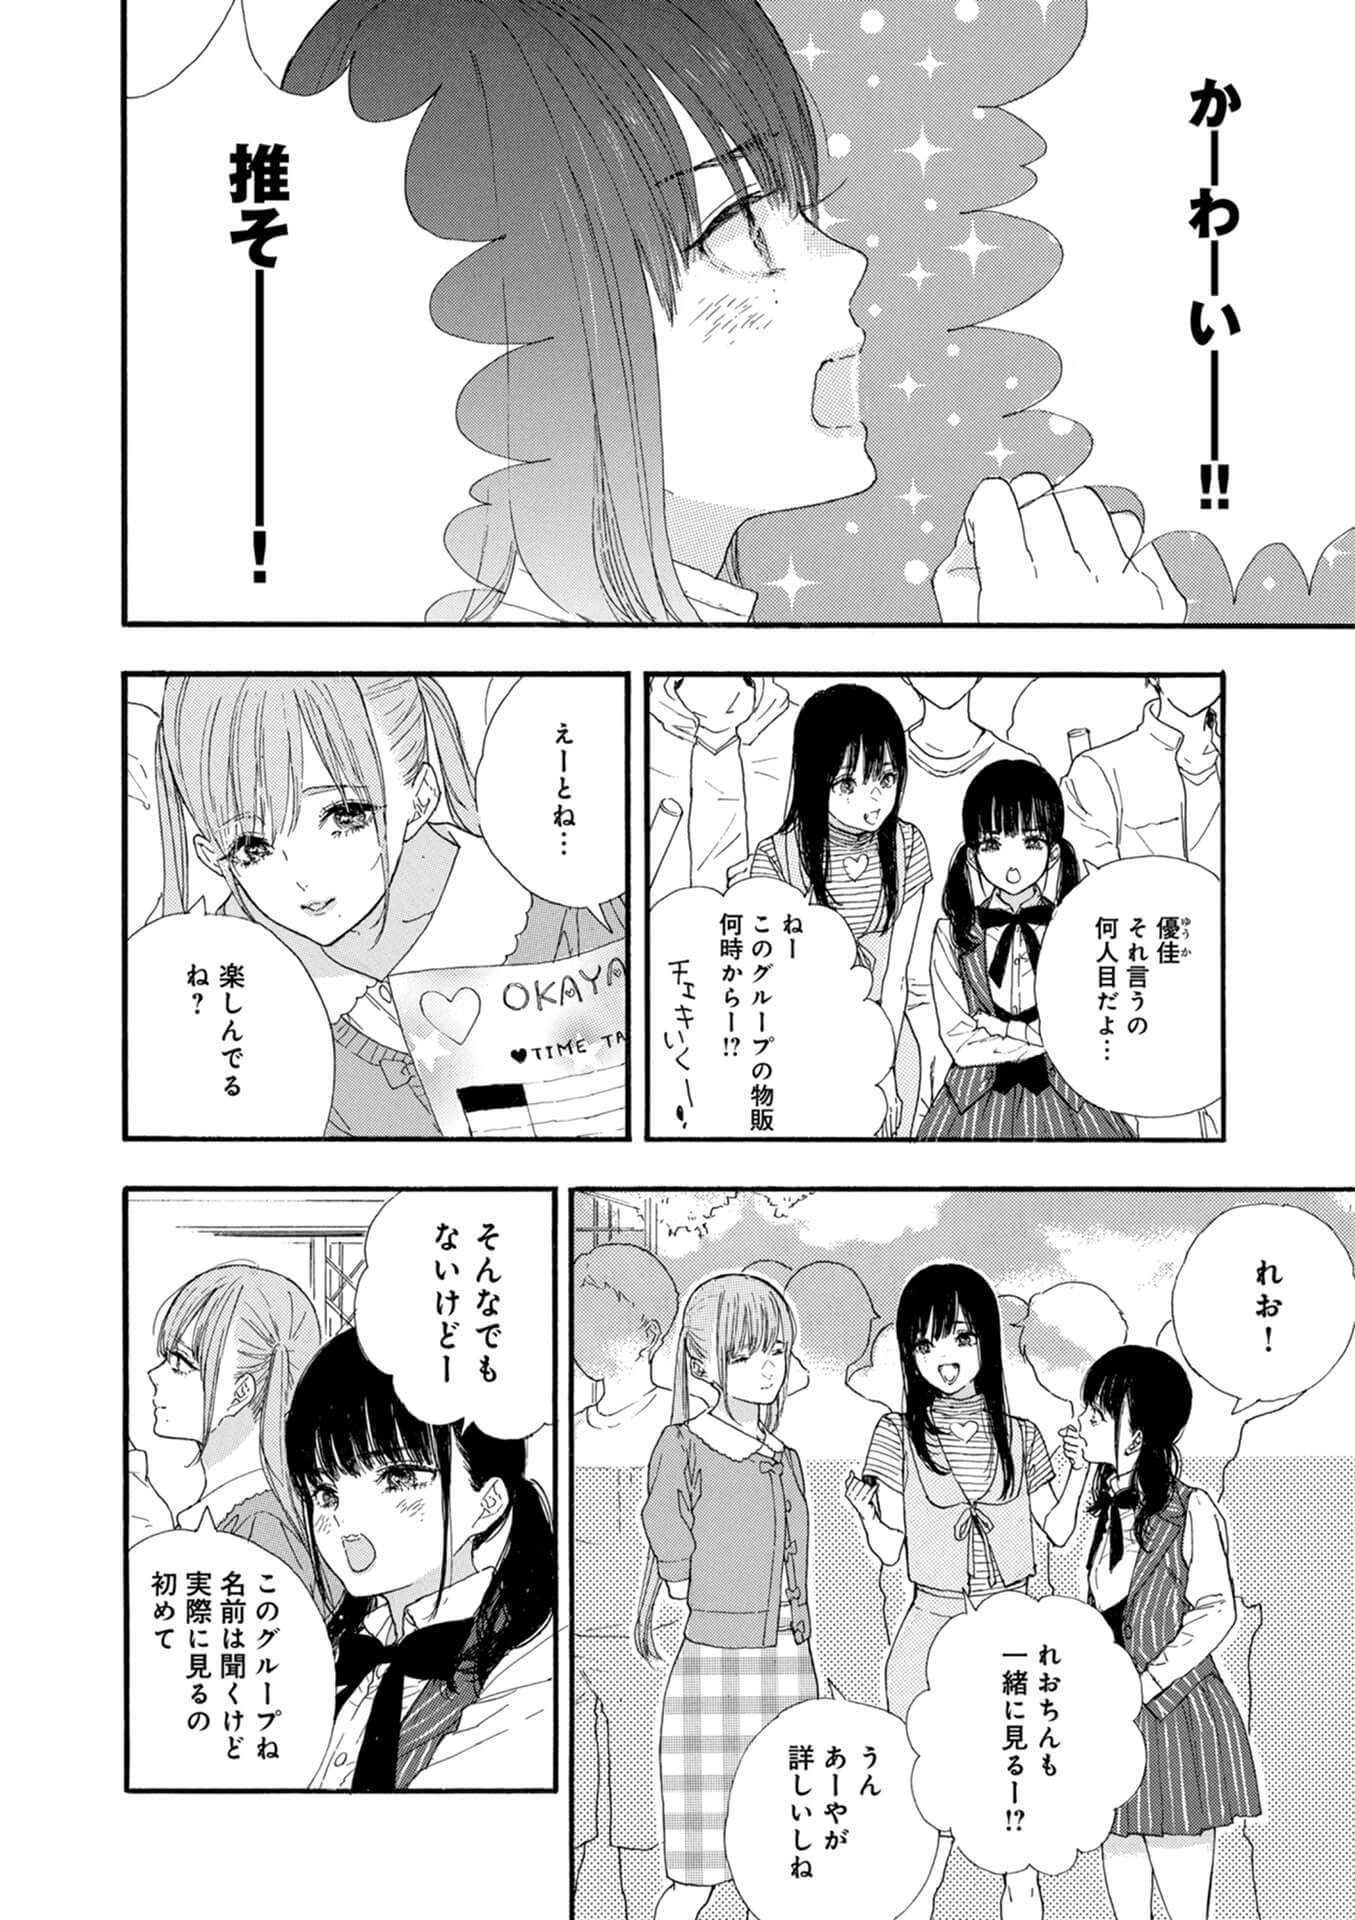 かーわーいーーー!!
推そーーーーー!
優佳
ゆうか
それ言うの
何人目だよ…
ねー
このグループの物販
何時からー!?
チェキいくー!
えーとね…
OKAYA
♥TIME TA
楽しんでる
ね?
れお!
れおちんも
一緒に見るー!?
うん
あーやが
詳しいしね
そんなでも
ないけどー
このグループね
名前は聞くけど
実際に見るの
初めて